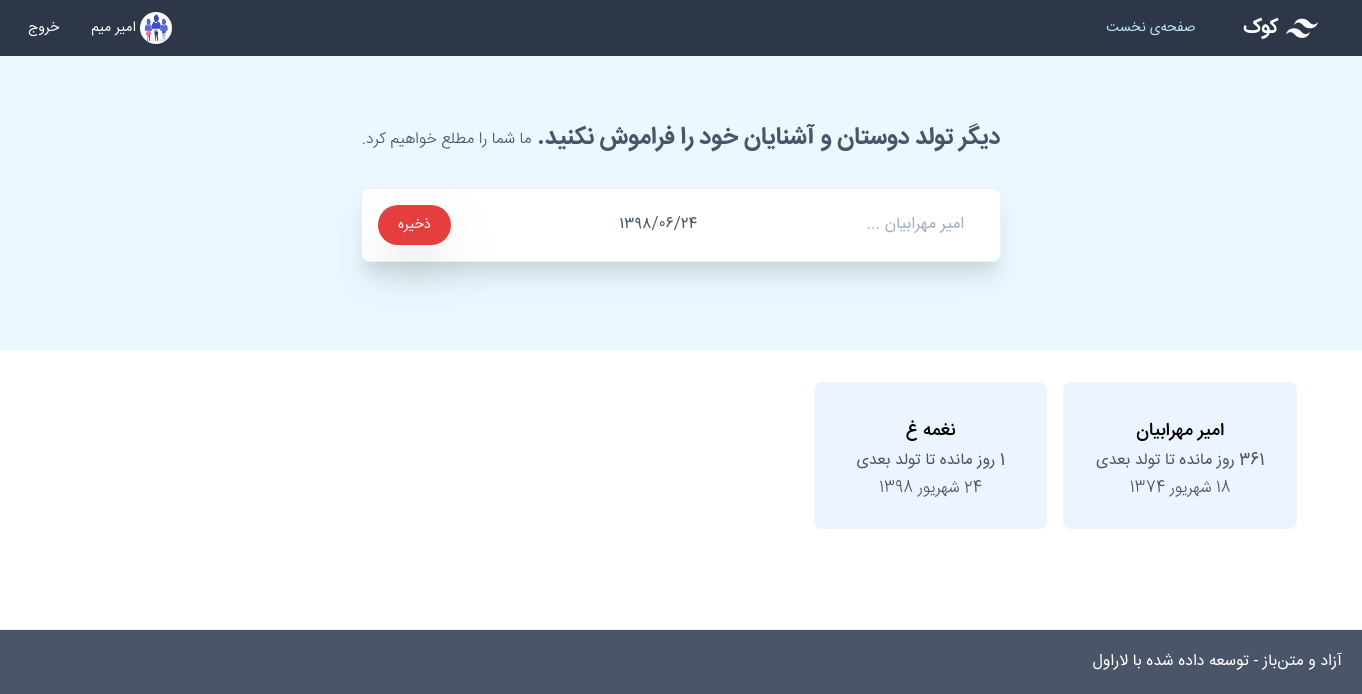 کوک
صفحه‌ی نخست
امیر میم
خروج
دیگر تولد دوستان و آشنایان خود را فراموش نکنید. ما شما را مطلع خواهیم کرد.
امیر مهرابیان ...
۱۳۹۸/۰۶/۲۴
ذخیره
امیر مهرابیان
۳۶۱ روز مانده تا تولد بعدی
۱۸ شهریور ۱۳۷۴
نغمه غ
۱ روز مانده تا تولد بعدی
۲۴ شهریور ۱۳۹۸
آزاد و متن‌باز - توسعه داده شده با لاراول